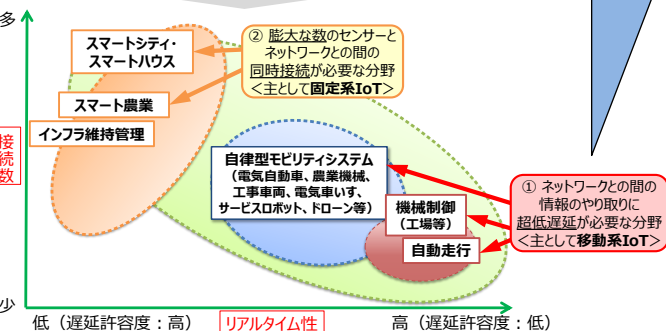 多
スマートシティ・
スマートハウス
② 膨大な数のセンサーと
ネットワークとの間の
同時接続が必要な分野
＜主として固定系IoT＞
スマート農業
インフラ維持管理
接続数
自律型モビリティシステム
（電気自動車、農業機械、
工事車両、電気車いす、
サービスロボット、ドローン等）
機械制御
（工場等）
自動走行
① ネットワークとの間の
情報のやり取りに
超低遅延が必要な分野
＜主として移動系IoT＞
少
低（遅延許容度：高）
リアルタイム性
高（遅延許容度：低）